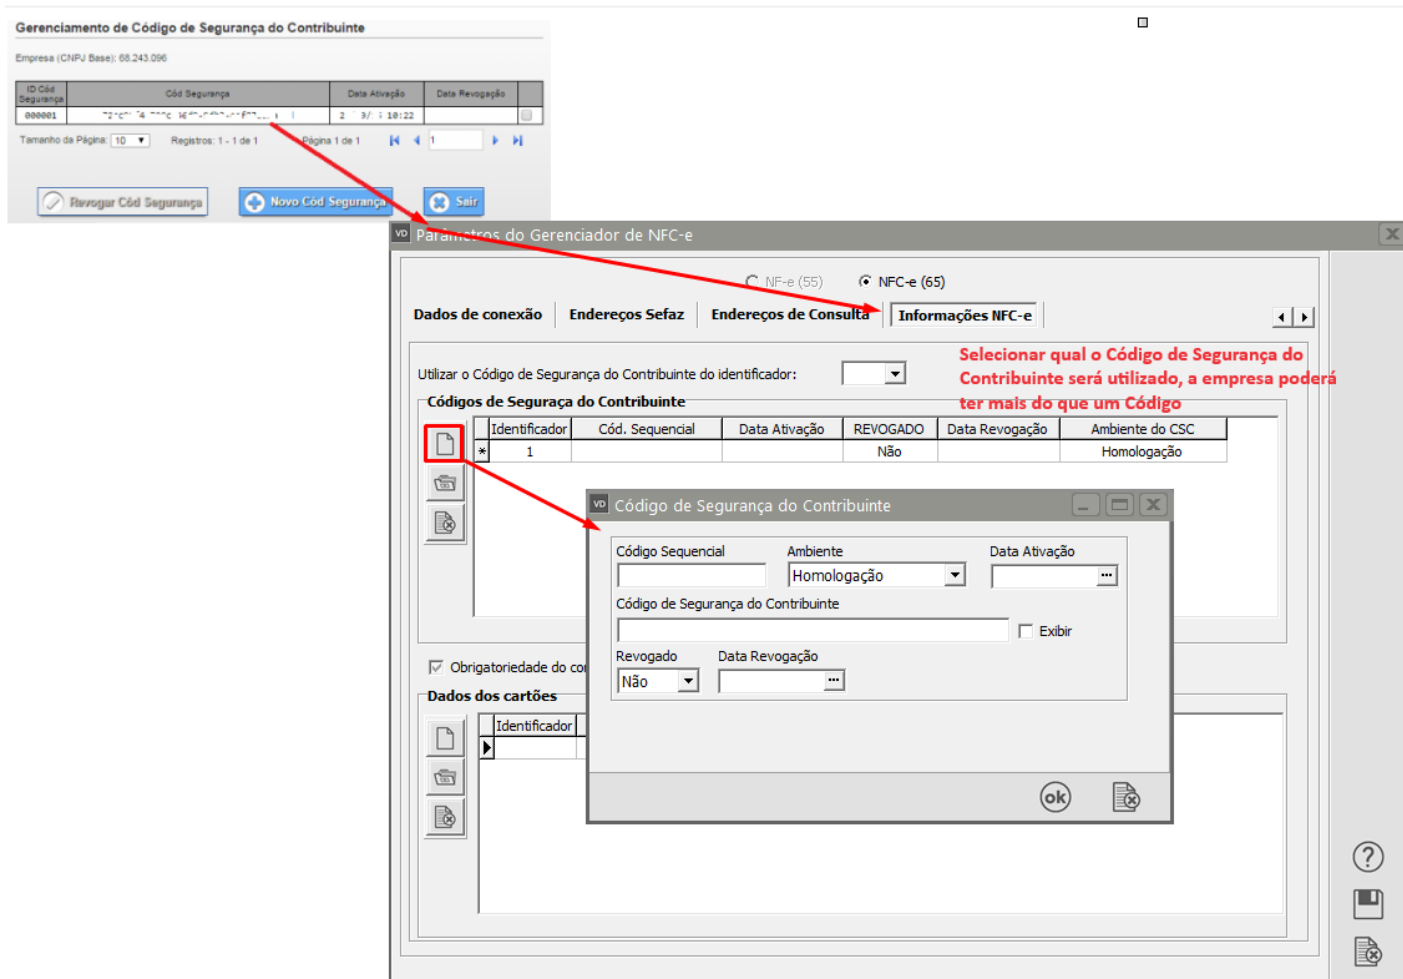 Gerenciamento de Código de Segurança do Contribuinte
Empresa (CNPJ Base): 68.243.096
ID Cód Segurança
Cód Segurança
Data Ativação
Data Revogação
000001
10:22
Tamanho da Página: 10
Registros: 1 - 1 de 1
Página 1 de 1
1
Revogar Cód Segurança
Novo Cód Segurança
Sair
VD Parâmetros do Gerenciador de NFC-e
NF-e (55)
NFC-e (65)
Dados de conexão
Endereços Sefaz
Endereços de Consulta
Informações NFC-e
Selecionar qual o Código de Segurança do
Contribuinte será utilizado, a empresa poderá
ter mais do que um Código
Utilizar o Código de Segurança do Contribuinte do identificador:
Códigos de Seguraça do Contribuinte
Identificador
Cód. Sequencial
Data Ativação
REVOGADO
Data Revogação
Ambiente do CSC
* 1
Não
Homologação
VD Código de Segurança do Contribuinte
Código Sequencial
Ambiente
Data Ativação
Homologação
...
Código de Segurança do Contribuinte
Exibir
Revogado
Data Revogação
Não
...
ok
Obrigatoriedade do
Dados dos cartões
Identificador
?